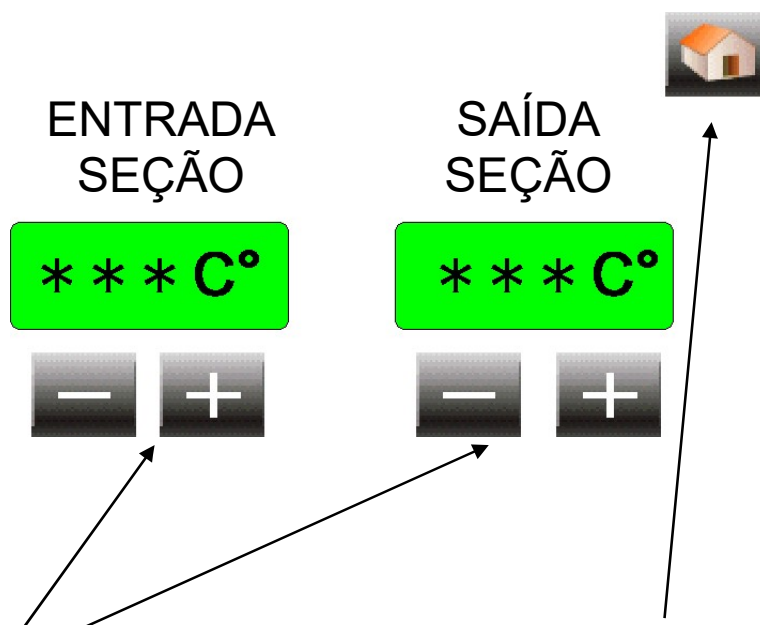 ENTRADA
SEÇÃO
SAÍDA
SEÇÃO
***C°
***C°
− +
− +